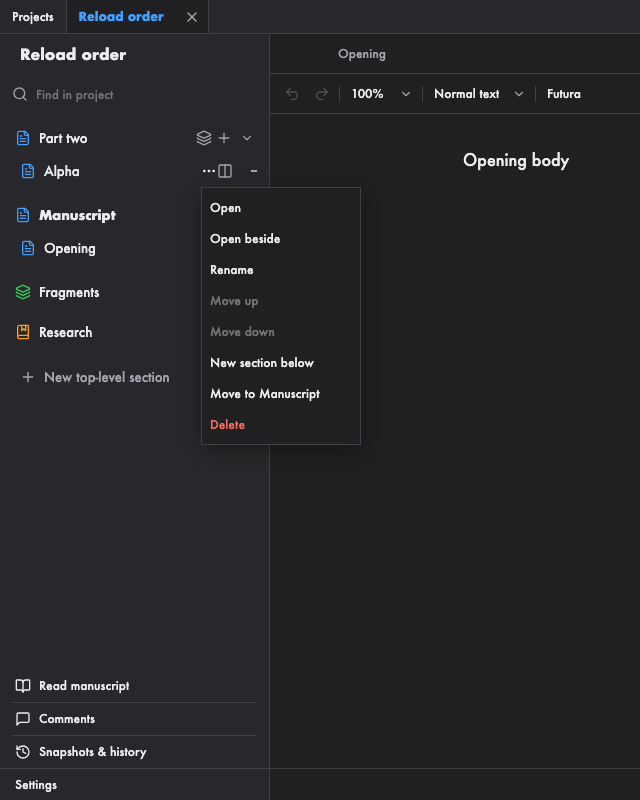 Projects
Reload order
Reload order
Opening
Find in project
100%
Normal text
Futura
Part two
Alpha
Opening body
Open
Manuscript
Open beside
Opening
Rename
Fragments
Move up
Research
Move down
New section below
New top-level section
Move to Manuscript
Delete
Read manuscript
Comments
Snapshots & history
Settings